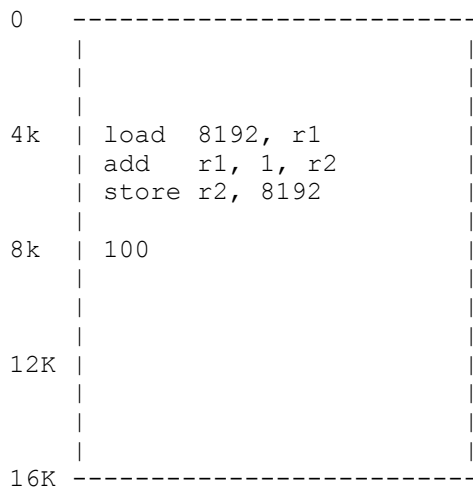 0
4k load 8192, r1
add r1, 1, r2
store r2, 8192
8k 100
12K
16K